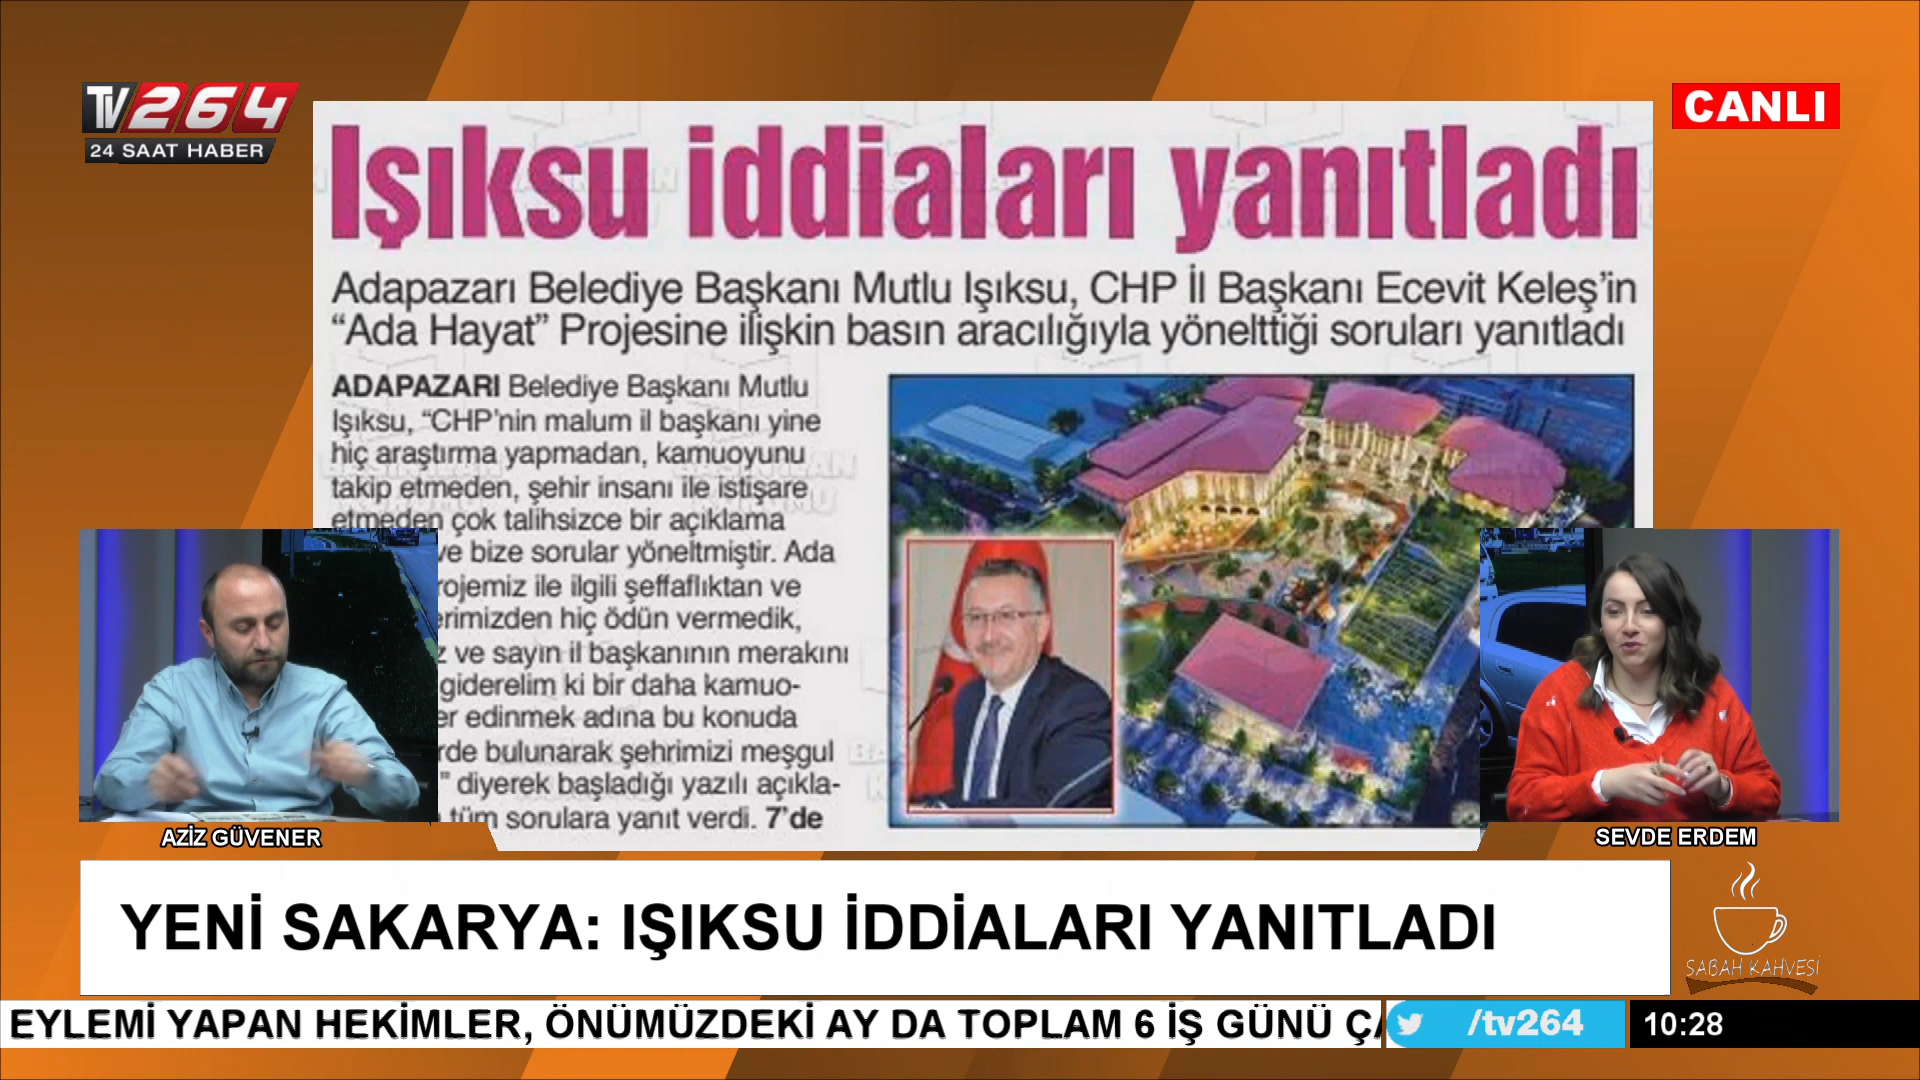 TV264
24 SAAT HABER
CANLI
Işıksu iddiaları yanıtladı
Adapazarı Belediye Başkanı Mutlu Işıksu, CHP İl Başkanı Ecevit Keleş’in
“Ada Hayat” Projesine ilişkin basın aracılığıyla yönelttiği soruları yanıtladı
ADAPAZARI Belediye Başkanı Mutlu
Işıksu, “CHP’nin malum il başkanı yine
hiç araştırma yapmadan, kamuoyunu
takip etmeden, şehir insanı ile istişare
etmeden çok talihsizce bir açıklama
ve bize sorular yöneltmiştir. Ada
rojemiz ile ilgili şeffaflıktan ve
erimizden hiç ödün vermedik,
z ve sayın il başkanının merakını
giderelim ki bir daha kamuo-
er edinmek adına bu konuda
rde bulunarak şehrimizi meşgul
” diyerek başladığı yazılı açıkla-
tüm sorulara yanıt verdi. 7’de
AZİZ GÜVENER
SEVDE ERDEM
YENİ SAKARYA: IŞIKSU İDDİALARI YANITLADI
SABAH KAHVESİ
EYLEMİ YAPAN HEKİMLER, ÖNÜMÜZDEKİ AY DA TOPLAM 6 İŞ GÜNÜ ÇA
/tv264
10:28